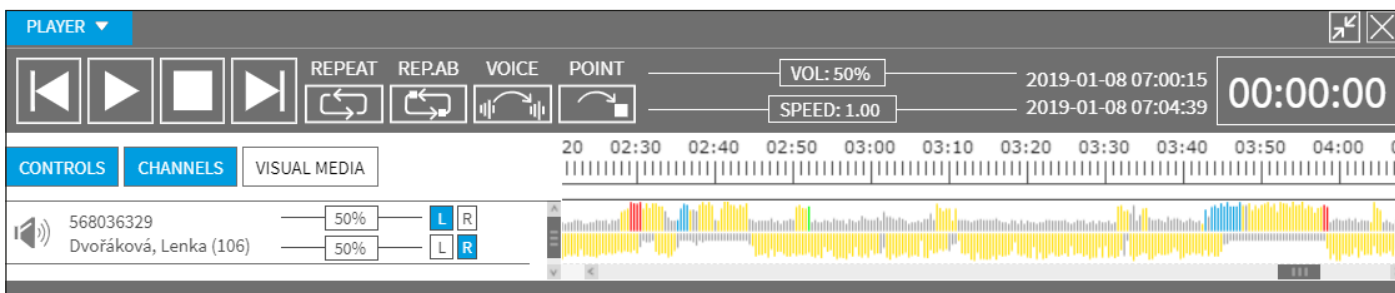 PLAYER
REPEAT REP.AB VOICE POINT
VOL: 50%
2019-01-08 07:00:15
SPEED: 1.00
2019-01-08 07:04:39
00:00:00
CONTROLS CHANNELS VISUAL MEDIA
20 02:30 02:40 02:50 03:00 03:10 03:20 03:30 03:40 03:50 04:00
568036329 50% L R
Dvořáková, Lenka (106) 50% L R